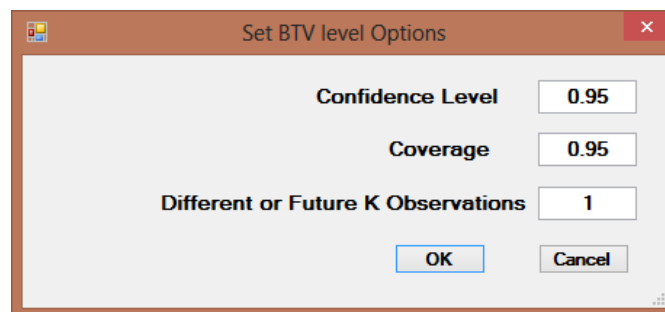 Set BTV level Options
Confidence Level 0.95
Coverage 0.95
Different or Future K Observations 1
OK Cancel